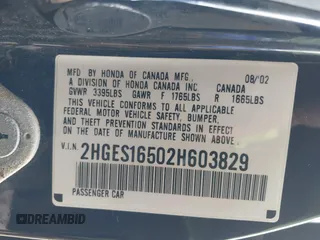 MFD. BY HONDA OF CANADA MFG., 08/02
A DIVISION OF HONDA CANADA INC CANADA
GVWR 3395LBS GAWR F 1765LBS R 1665LBS
THIS VEHICLE CONFORMS TO ALL APPLICABLE
FEDERAL MOTOR VEHICLE SAFETY, BUMPER,
AND THEFT PREVENTION STANDARDS IN
EFFECT ON THE DATE OF MANUFACTURE
SHOWN ABOVE.
V.I.N. 2HGES16502H603829
PASSENGER CAR
DREAMBID